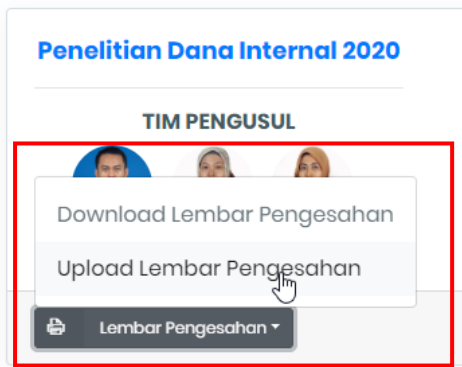 Penelitian Dana Internal 2020
TIM PENGUSUL
Download Lembar Pengesahan
Upload Lembar Pengesahan
Lembar Pengesahan